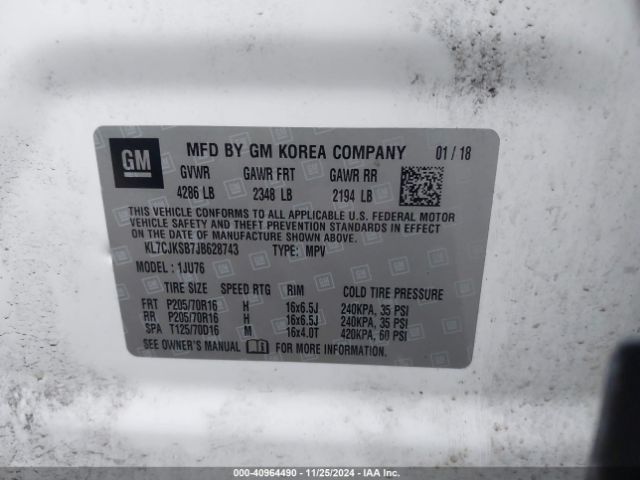 GM
MFD BY GM KOREA COMPANY 01 / 18
GVWR GAWR FRT GAWR RR
4286 LB 2348 LB 2194 LB
THIS VEHICLE CONFORMS TO ALL APPLICABLE U.S. FEDERAL MOTOR
VEHICLE SAFETY AND THEFT PREVENTION STANDARDS IN EFFECT
ON THE DATE OF MANUFACTURE SHOWN ABOVE.
KL7CJKSB7JB628743 TYPE: MPV
MODEL: 1JU76
TIRE SIZE SPEED RTG RIM COLD TIRE PRESSURE
FRT P205/70R16 H 16x6.5J 240KPA, 35 PSI
RR P205/70R16 H 16x6.5J 240KPA, 35 PSI
SPA T125/70D16 M 16x4.0T 420KPA, 60 PSI
SEE OWNER'S MANUAL FOR MORE INFORMATION.
000-40964490 - 11/25/2024 - IAA Inc.